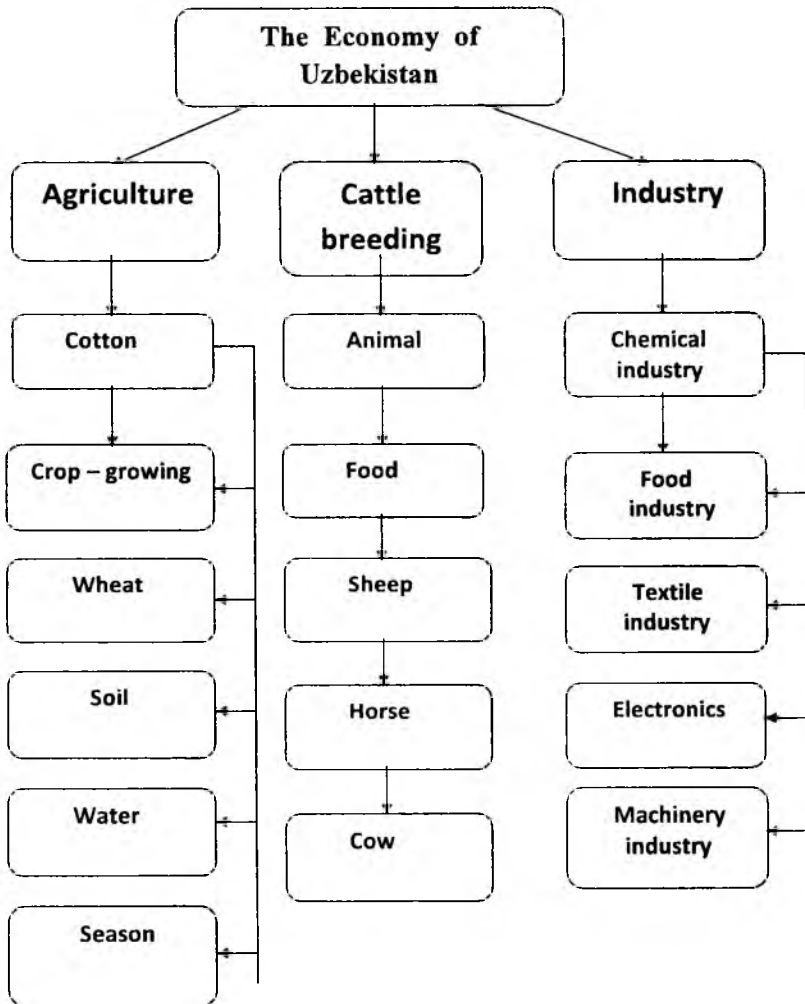 The Economy of
Uzbekistan
Agriculture
Cattle
breeding
Industry
Cotton
Animal
Chemical
industry
Crop – growing
Food
Food
industry
Wheat
Sheep
Textile
industry
Soil
Horse
Electronics
Water
Cow
Machinery
industry
Season